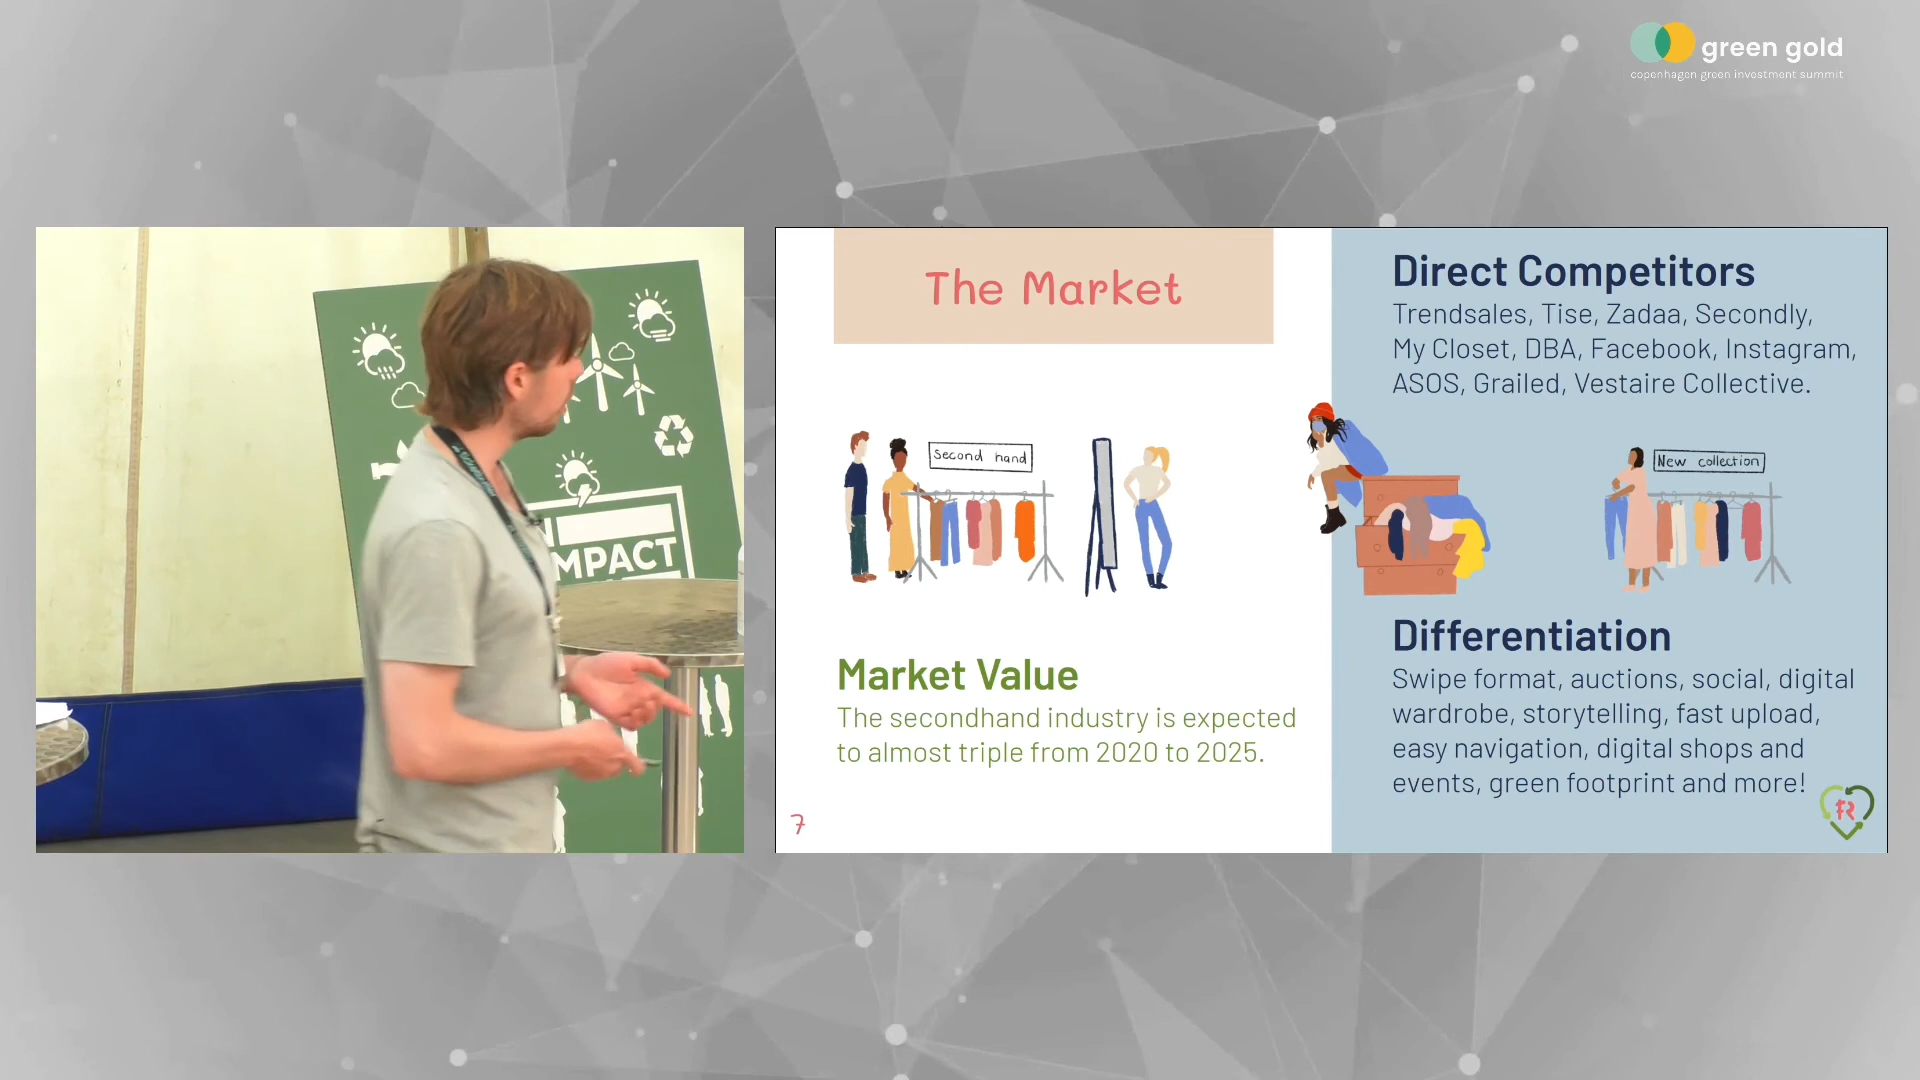 green gold
copenhagen green investment summit
MPACT
The Market
Second hand
Market Value
The secondhand industry is expected
to almost triple from 2020 to 2025.
7
Direct Competitors
Trendsales, Tise, Zadaa, Secondly,
My Closet, DBA, Facebook, Instagram,
ASOS, Grailed, Vestaire Collective.
New collection
Differentiation
Swipe format, auctions, social, digital
wardrobe, storytelling, fast upload,
easy navigation, digital shops and
events, green footprint and more!